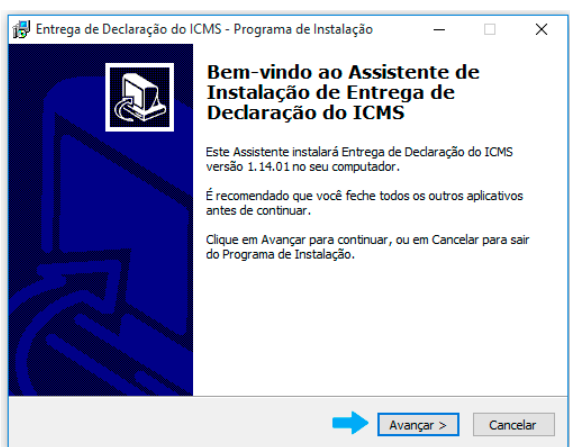 Entrega de Declaração do ICMS - Programa de Instalação
Bem-vindo ao Assistente de
Instalação de Entrega de
Declaração do ICMS
Este Assistente instalará Entrega de Declaração do ICMS
versão 1.14.01 no seu computador.
É recomendado que você feche todos os outros aplicativos
antes de continuar.
Clique em Avançar para continuar, ou em Cancelar para sair
do Programa de Instalação.
Avançar >
Cancelar